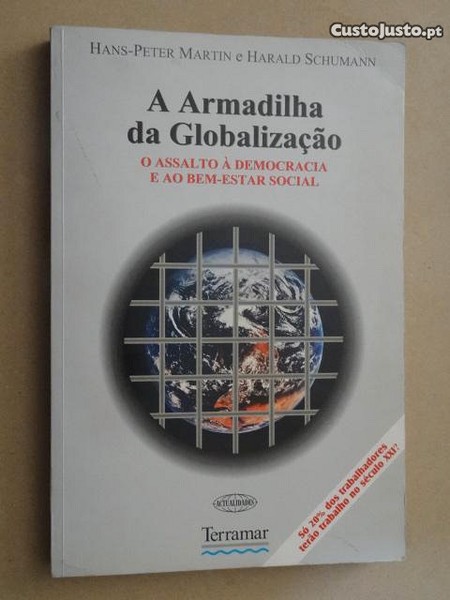 CustoJusto.pt
HANS-PETER MARTIN e HARALD SCHUMANN
A Armadilha
da Globalização
O ASSALTO À DEMOCRACIA
E AO BEM-ESTAR SOCIAL
ACTUALIDADES
Terramar
Só 20% dos trabalhadores
terão trabalho no século XXI?